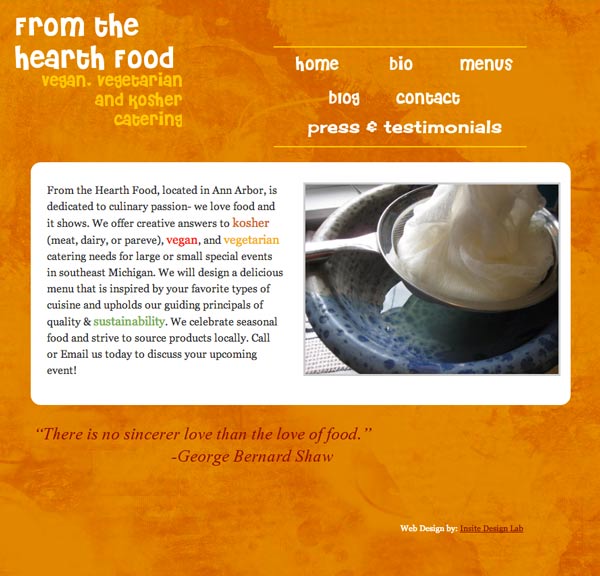 From the
hearth Food
vegan, vegetarian
and kosher
catering
home bio menus
blog contact
press & testimonials
From the Hearth Food, located in Ann Arbor, is
dedicated to culinary passion- we love food and
it shows. We offer creative answers to kosher
(meat, dairy, or pareve), vegan, and vegetarian
catering needs for large or small special events
in southeast Michigan. We will design a delicious
menu that is inspired by your favorite types of
cuisine and upholds our guiding principals of
quality & sustainability. We celebrate seasonal
food and strive to source products locally. Call
or Email us today to discuss your upcoming
event!
“There is no sincerer love than the love of food.”
-George Bernard Shaw
Web Design by: Insite Design Lab